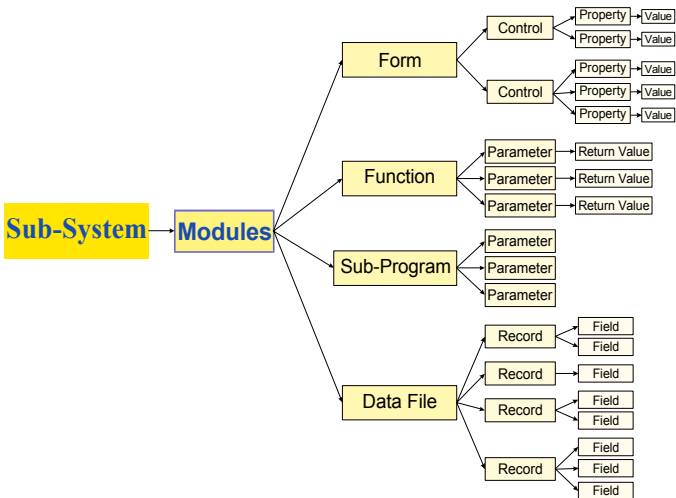 Sub-System
Modules
Form
Control
Property
Value
Property
Value
Control
Property
Value
Property
Value
Property
Value
Function
Parameter
Return Value
Parameter
Return Value
Parameter
Return Value
Sub-Program
Parameter
Parameter
Parameter
Data File
Record
Field
Field
Record
Field
Record
Field
Field
Record
Field
Field
Field